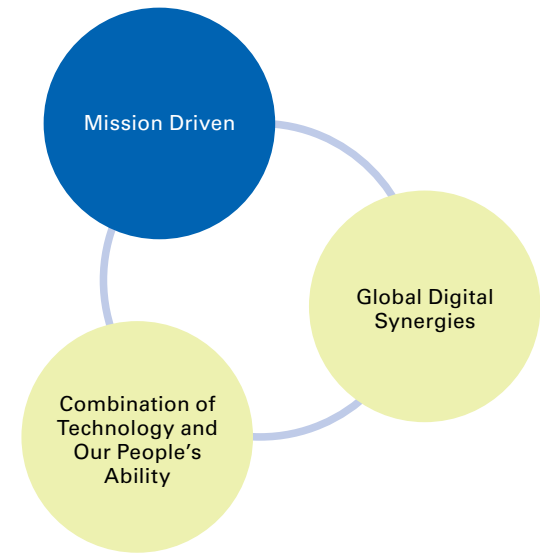 Mission Driven
Global Digital
Synergies
Combination of
Technology and
Our People’s
Ability